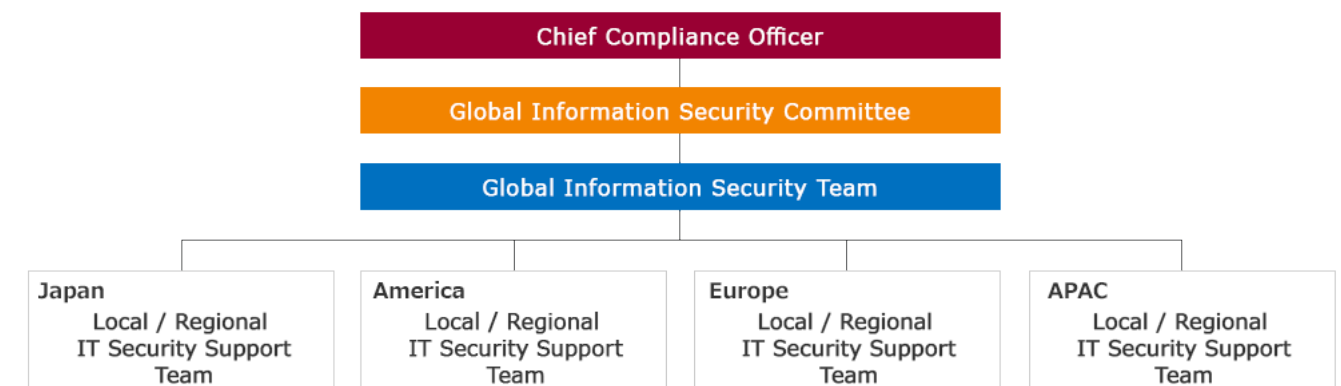 Chief Compliance Officer
Global Information Security Committee
Global Information Security Team
Japan
Local / Regional
IT Security Support
Team
America
Local / Regional
IT Security Support
Team
Europe
Local / Regional
IT Security Support
Team
APAC
Local / Regional
IT Security Support
Team